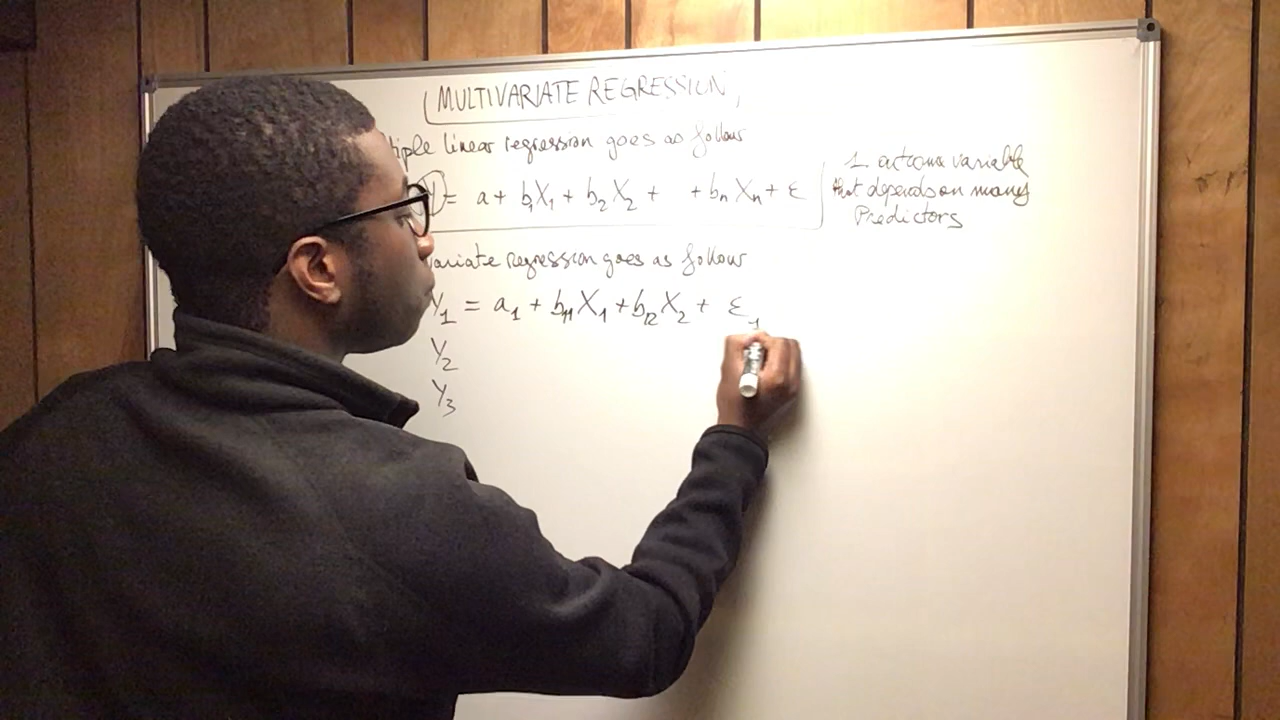 MULTIVARIATE REGRESSION
tiple linear regression goes as follow
= a + b₁X₁ + b₂X₂ + + bₙXₙ + ε
1 outcome variable
that depends on many
Predictors
variate regression goes as follow
Y₁ = a₁ + b₁₁X₁ + b₁₂X₂ + ε₁
Y₂
Y₃